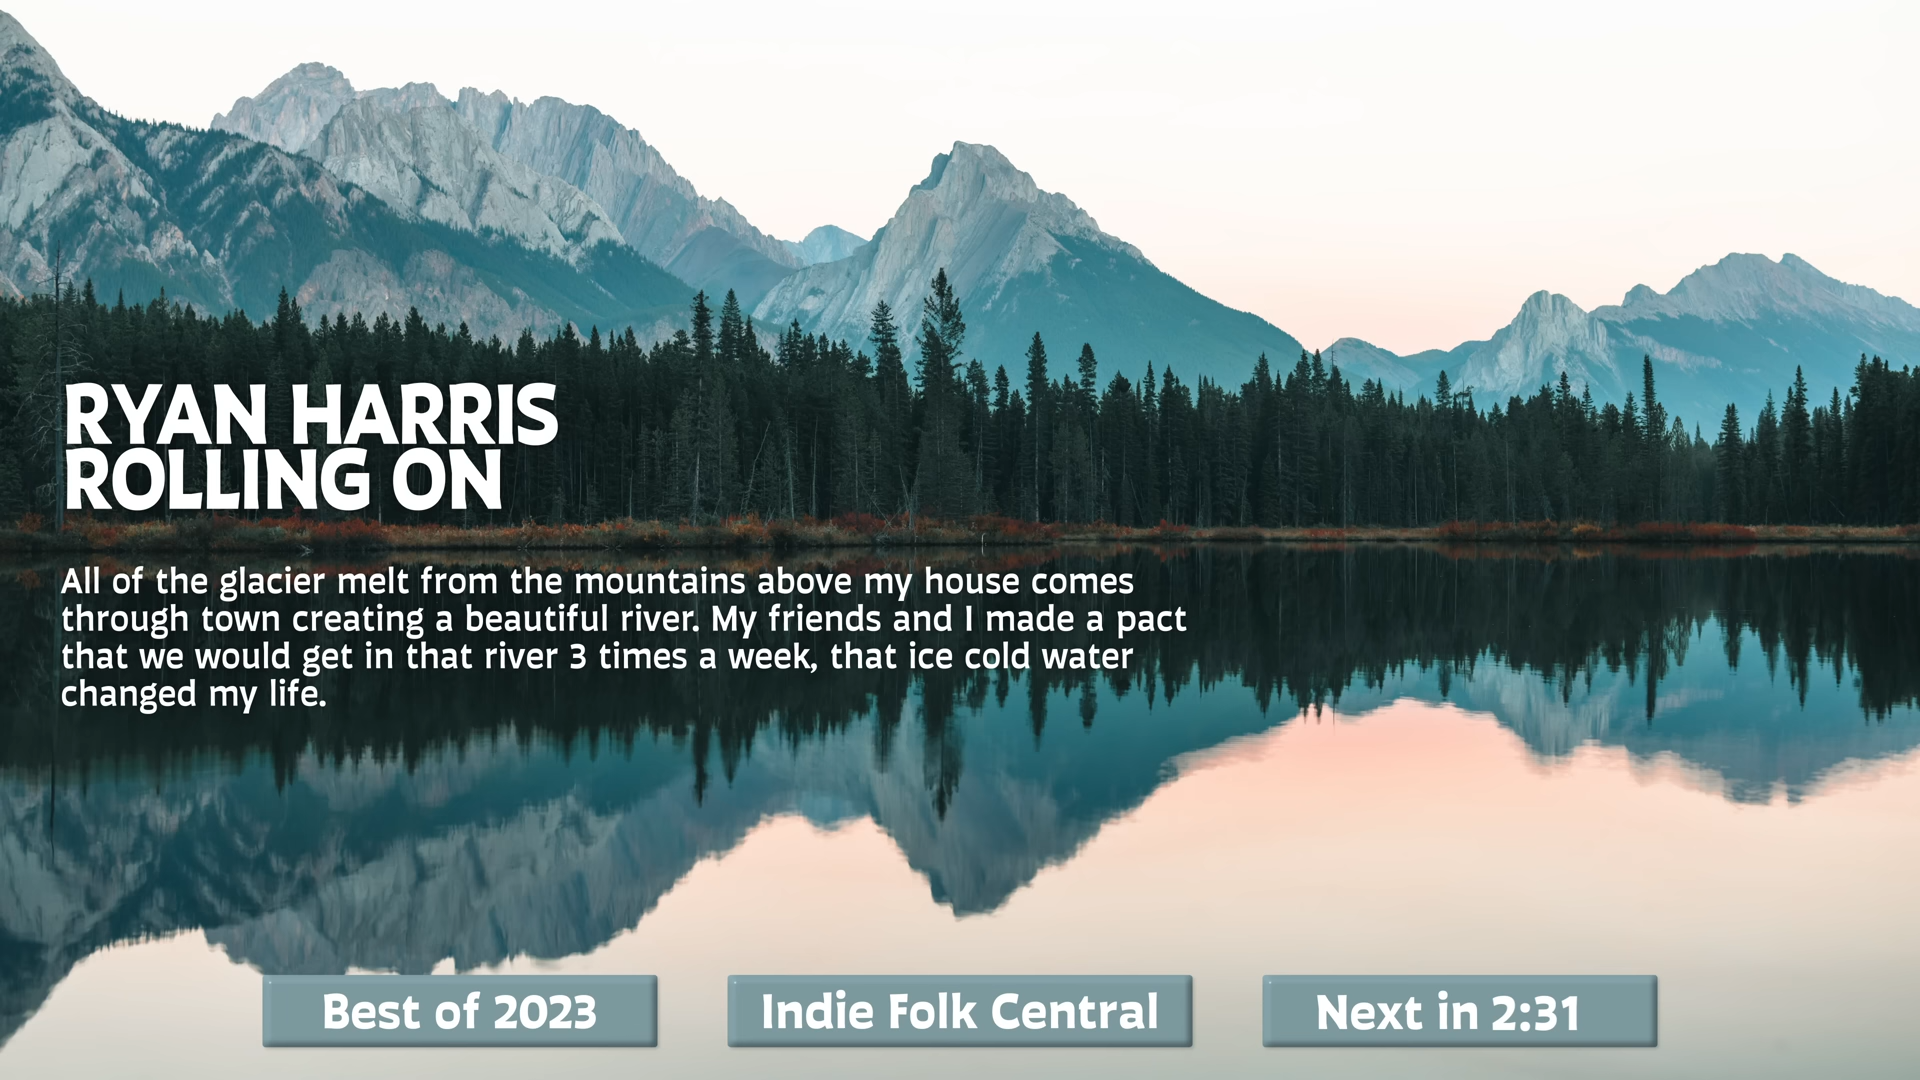 RYAN HARRIS
ROLLING ON
All of the glacier melt from the mountains above my house comes
through town creating a beautiful river. My friends and I made a pact
that we would get in that river 3 times a week, that ice cold water
changed my life.
Best of 2023
Indie Folk Central
Next in 2:31